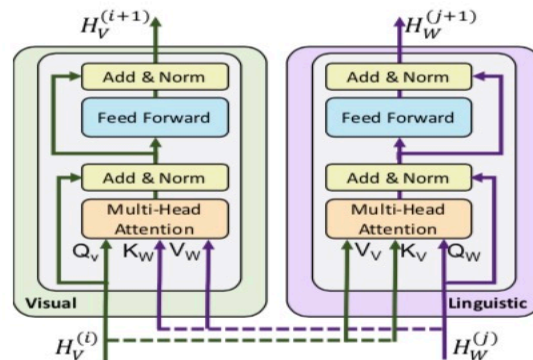 H_V^{(i+1)} H_W^{(j+1)}
Add & Norm Add & Norm
Feed Forward Feed Forward
Add & Norm Add & Norm
Multi-Head Attention Multi-Head Attention
Q_v K_W V_W V_V K_V Q_W
Visual Linguistic
H_V^{(i)} H_W^{(j)}